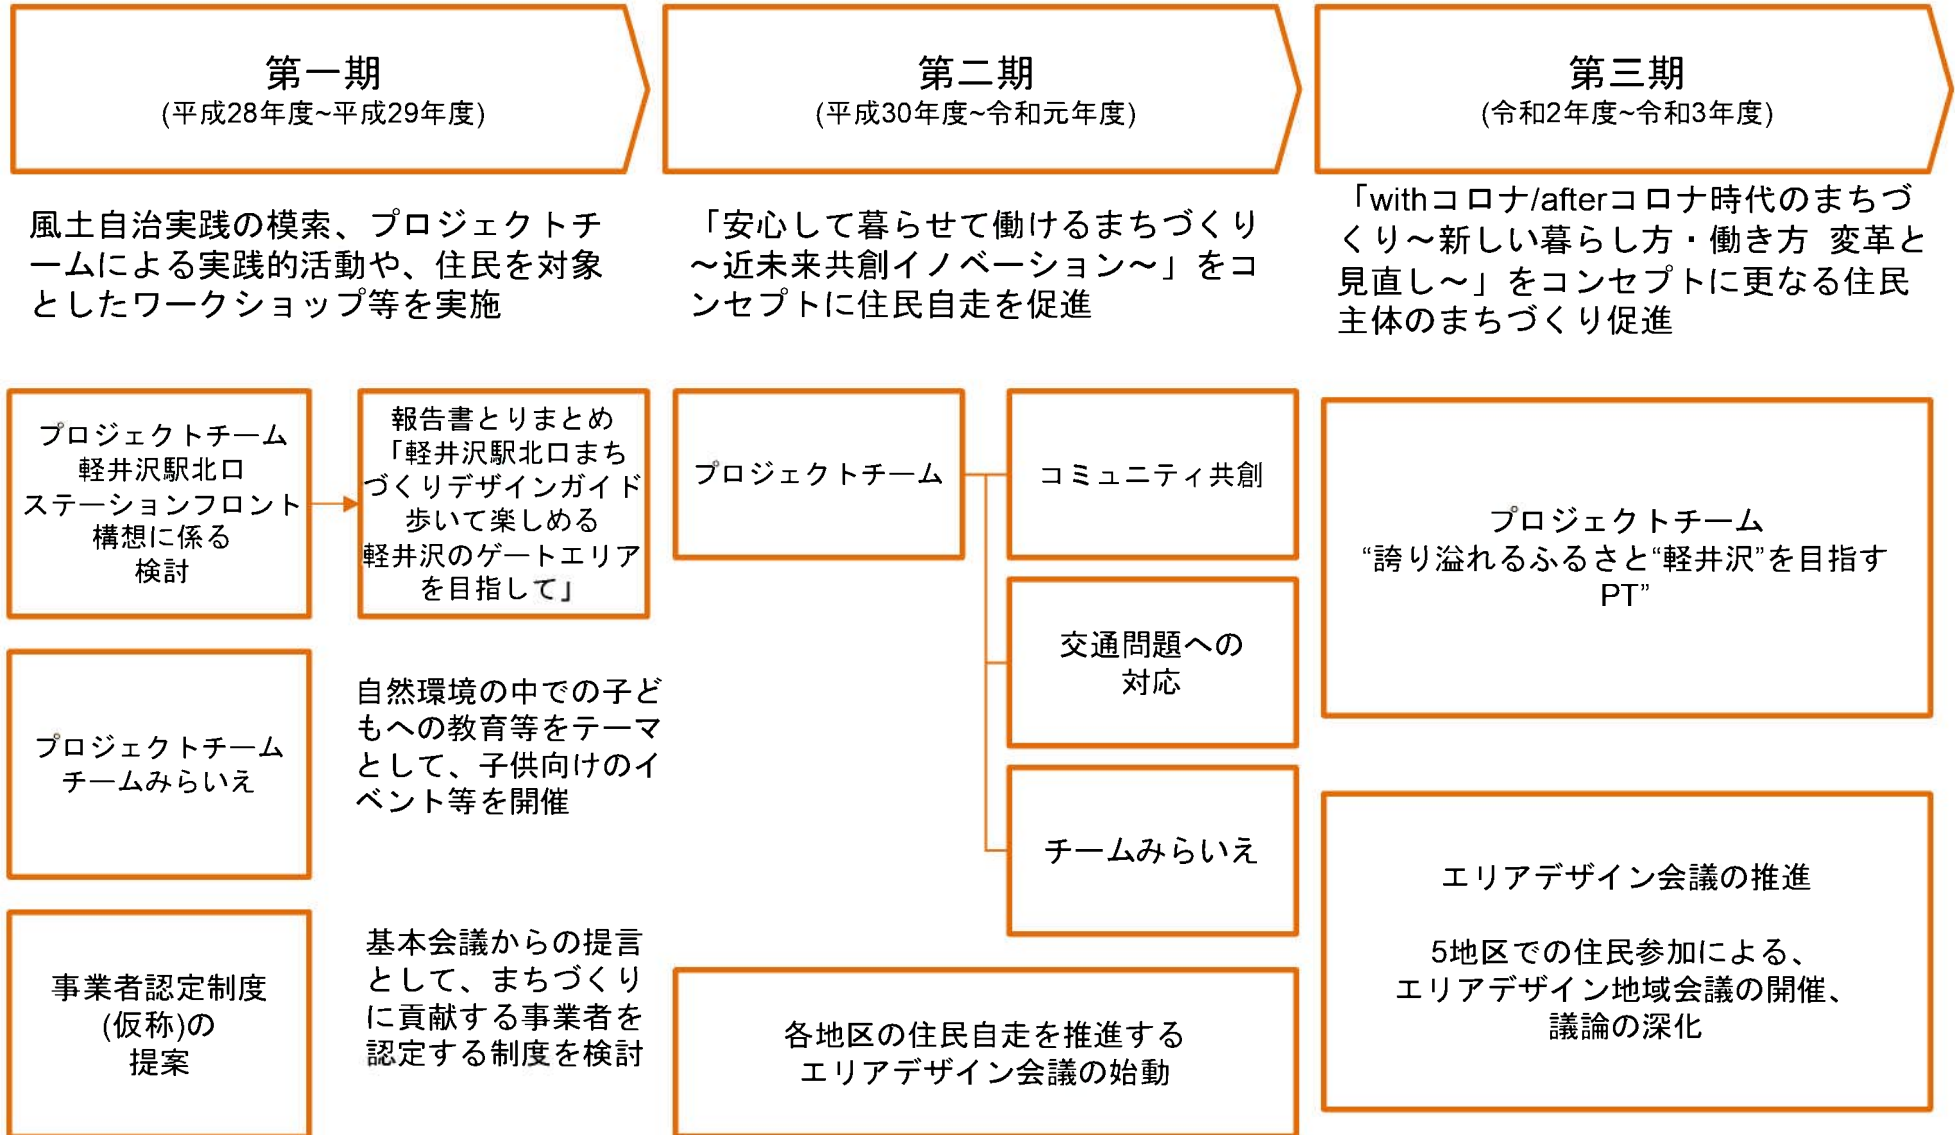 第一期
(平成28年度~平成29年度)
風土自治実践の模索、プロジェクトチ
ームによる実践的活動や、住民を対象
としたワークショップ等を実施
プロジェクトチーム
軽井沢駅北口
ステーションフロント
構想に係る
検討
報告書とりまとめ
「軽井沢駅北口まち
づくりデザインガイド
歩いて楽しめる
軽井沢のゲートエリア
を目指して」
プロジェクトチーム
チームみらいえ
自然環境の中での子ど
もへの教育等をテーマ
として、子供向けのイ
ベント等を開催
事業者認定制度
(仮称)の
提案
基本会議からの提言
として、まちづくり
に貢献する事業者を
認定する制度を検討
第二期
(平成30年度~令和元年度)
「安心して暮らせて働けるまちづくり
～近未来共創イノベーション～」をコ
ンセプトに住民自走を促進
プロジェクトチーム
コミュニティ共創
交通問題への
対応
チームみらいえ
各地区の住民自走を推進する
エリアデザイン会議の始動
第三期
(令和2年度~令和3年度)
「withコロナ/afterコロナ時代のまちづ
くり～新しい暮らし方・働き方 変革と
見直し～」をコンセプトに更なる住民
主体のまちづくり促進
プロジェクトチーム
“誇り溢れるふるさと“軽井沢”を目指す
PT”
エリアデザイン会議の推進
5地区での住民参加による、
エリアデザイン地域会議の開催、
議論の深化